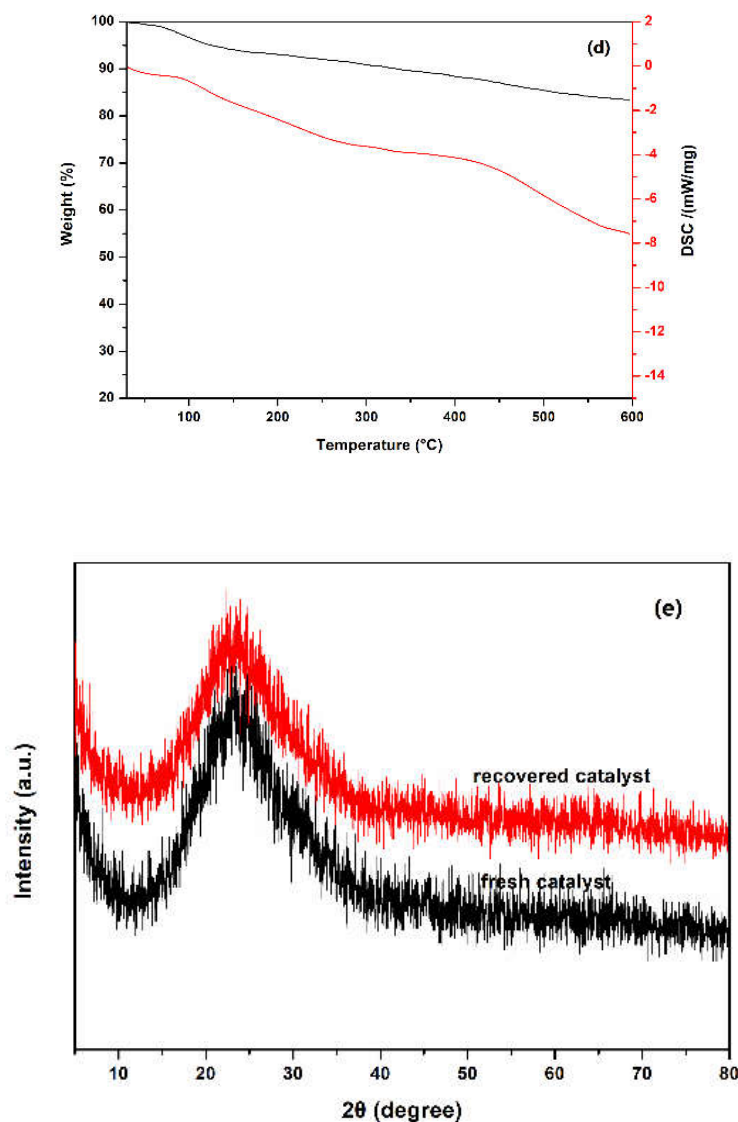 100
90
80
70
60
50
40
30
20
Weight (%)
(d)
2
0
-2
-4
-6
-8
-10
-12
-14
DSC /(mW/mg)
100 200 300 400 500 600
Temperature (°C)
(e)
recovered catalyst
fresh catalyst
Intensity (a.u.)
10 20 30 40 50 60 70 80
2θ (degree)